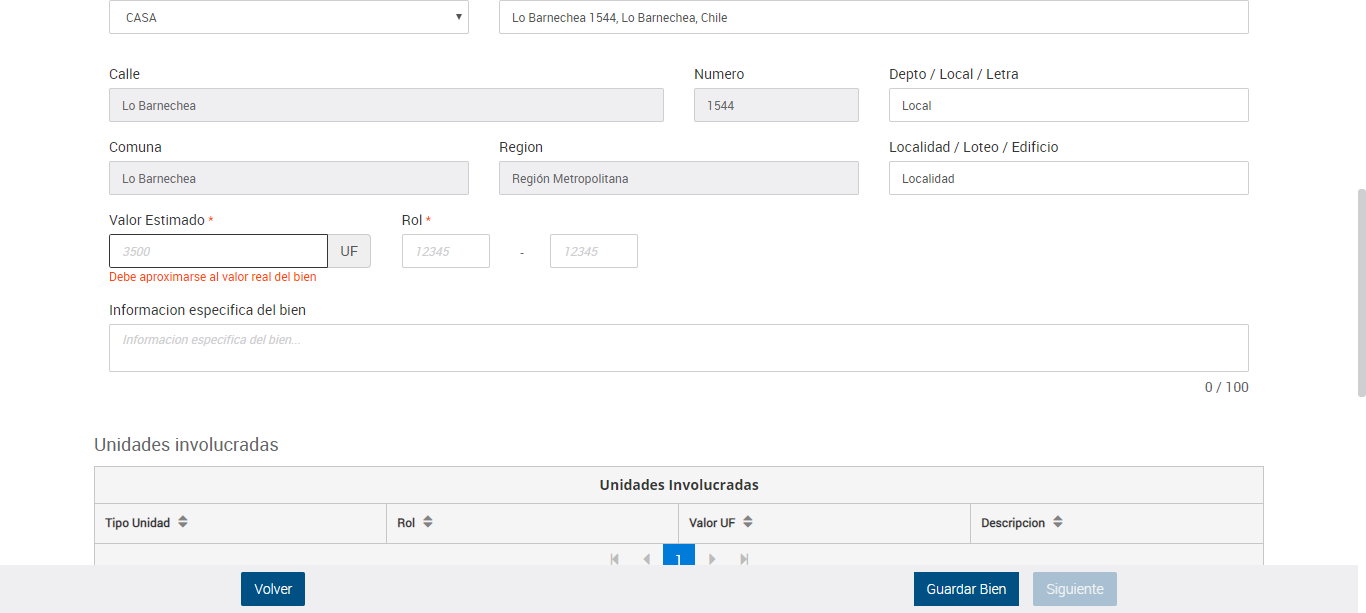 CASA
Lo Barnechea 1544, Lo Barnechea, Chile
Calle
Numero
Depto / Local / Letra
Lo Barnechea
1544
Local
Comuna
Region
Localidad / Loteo / Edificio
Lo Barnechea
Región Metropolitana
Localidad
Valor Estimado *
Rol *
3500
UF
12345
-
12345
Debe aproximarse al valor real del bien
Informacion especifica del bien
Informacion especifica del bien...
0 / 100
Unidades involucradas
Unidades Involucradas
Tipo Unidad
Rol
Valor UF
Descripcion
1
Volver
Guardar Bien
Siguiente